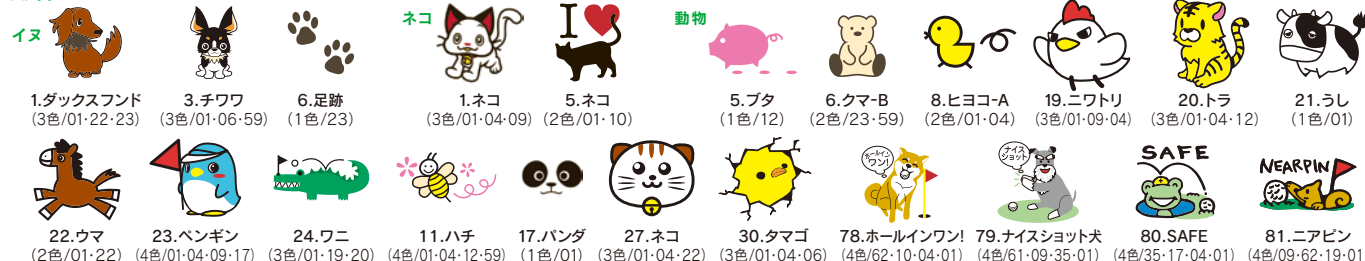 イヌ
ネコ
動物
I
1.ダックスフンド
3.チワワ
6.足跡
1.ネコ
5.ネコ
5.ブタ
6.クマ-B
8.ヒヨコ-A
19.ニワトリ
20.トラ
21.うし
(3色/01・22・23)
(3色/01・06・59)
(1色/23)
(3色/01・04・09)
(2色/01・10)
(1色/12)
(2色/23・59)
(2色/01・04)
(3色/01・09・04)
(3色/01・04・12)
(1色/01)
ホールインワン!
ナイスショット
SAFE
NEARPIN
22.ウマ
23.ペンギン
24.ワニ
11.ハチ
17.パンダ
27.ネコ
30.タマゴ
78.ホールインワン!
79.ナイスショット犬
80.SAFE
81.ニアピン
(2色/01・22)
(4色/01・04・09・17)
(3色/01・19・20)
(4色/01・04・12・59)
(1色/01)
(3色/01・04・22)
(3色/01・04・06)
(4色/62・10・04・01)
(4色/61・09・35・01)
(4色/35・17・04・01)
(4色/09・62・19・01